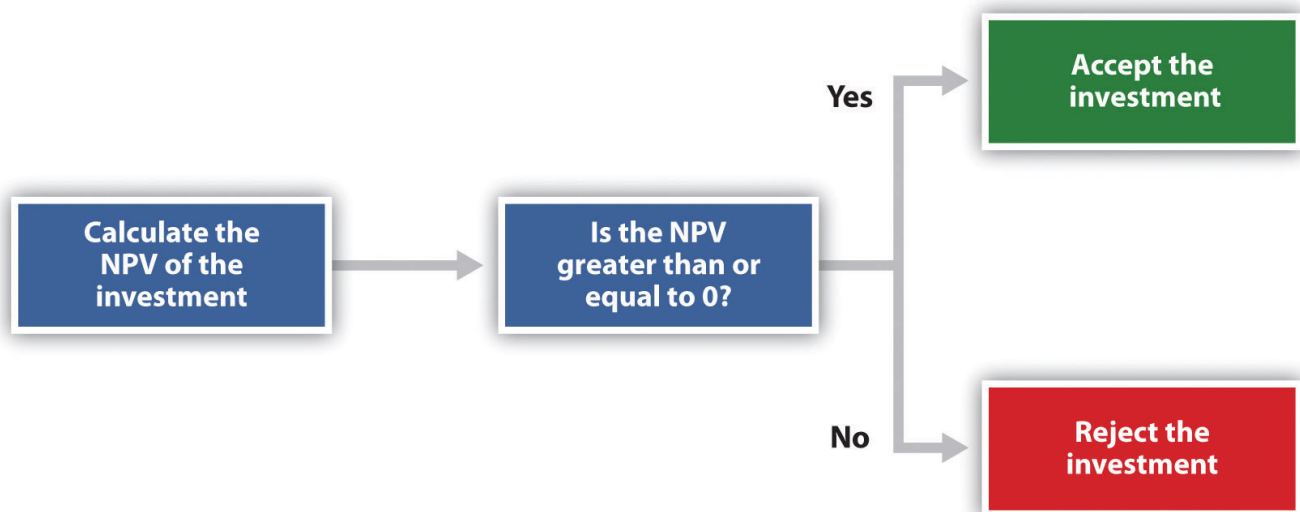 Calculate the
NPV of the
investment
Is the NPV
greater than or
equal to 0?
Yes
Accept the
investment
No
Reject the
investment